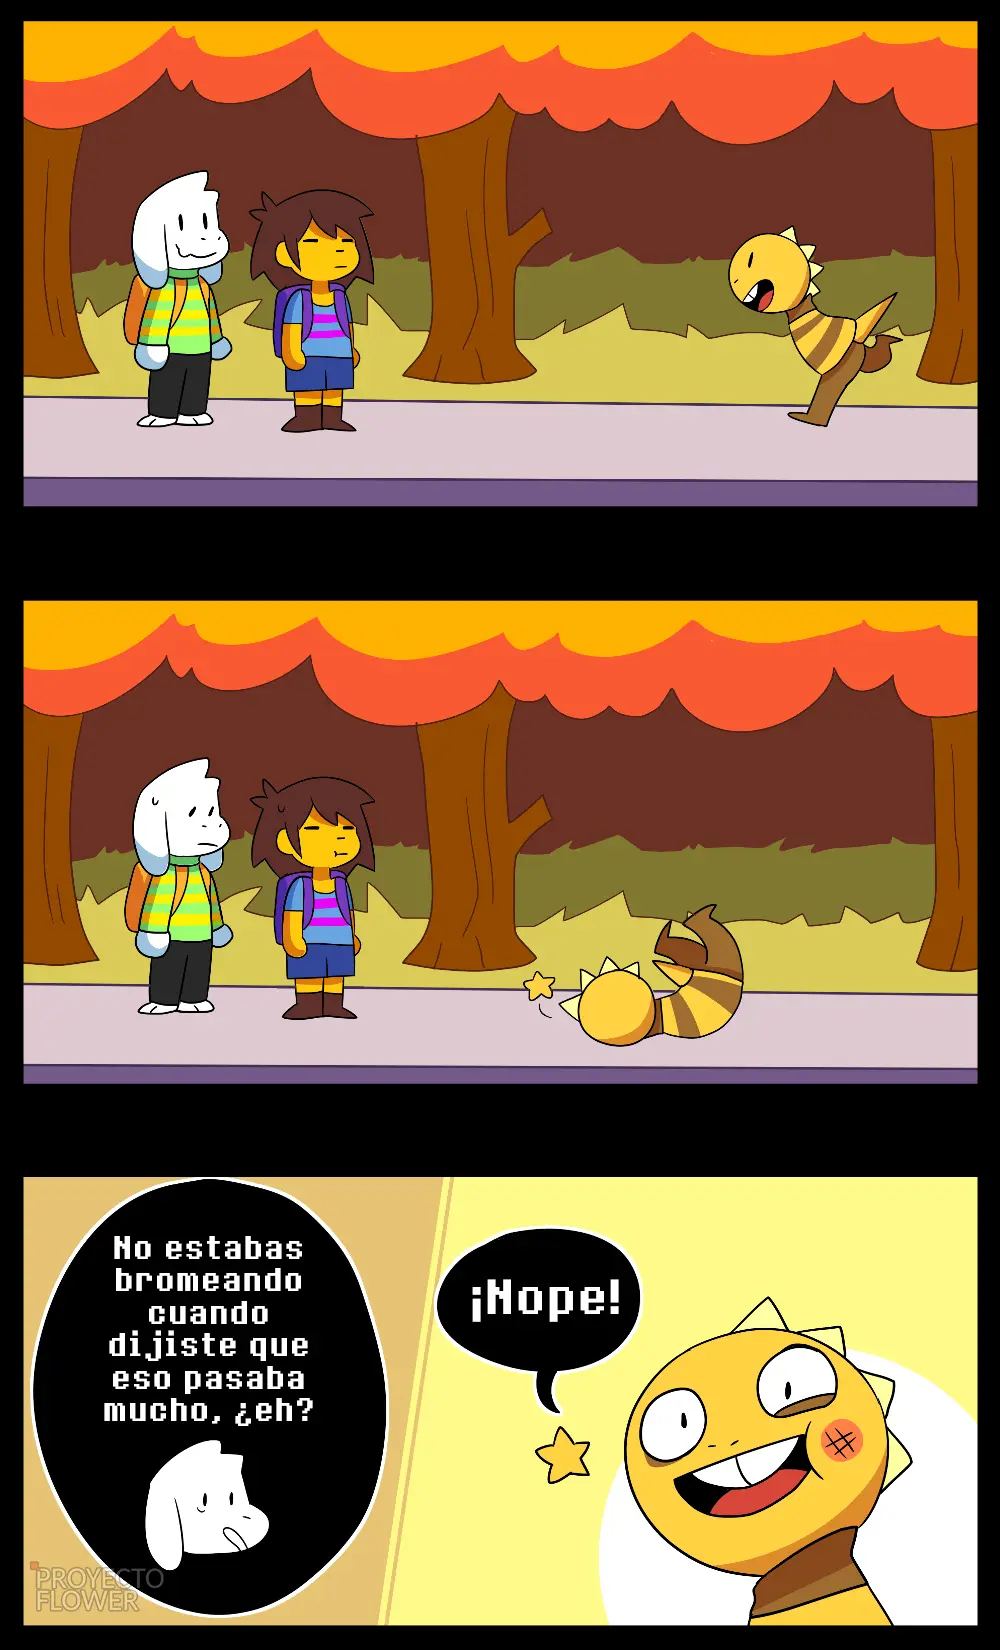 No estabas
bromeando
cuando
dijiste que
eso pasaba
mucho, ¿eh?
¡Nope!
PROYECTO
FLOWER